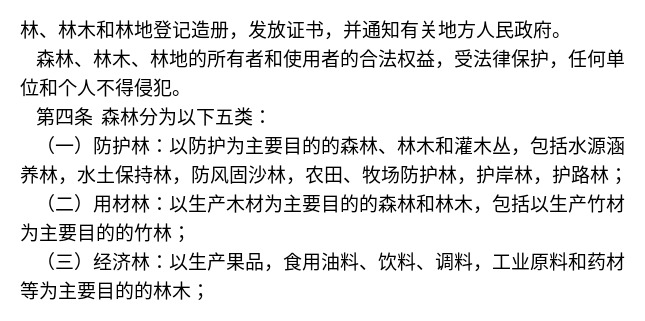 林、林木和林地登记造册，发放证书，并通知有关地方人民政府。
森林、林木、林地的所有者和使用者的合法权益，受法律保护，任何单
位和个人不得侵犯。
第四条 森林分为以下五类：
（一）防护林：以防护为主要目的的森林、林木和灌木丛，包括水源涵
养林，水土保持林，防风固沙林，农田、牧场防护林，护岸林，护路林；
（二）用材林：以生产木材为主要目的的森林和林木，包括以生产竹材
为主要目的的竹林；
（三）经济林：以生产果品，食用油料、饮料、调料，工业原料和药材
等为主要目的的林木；